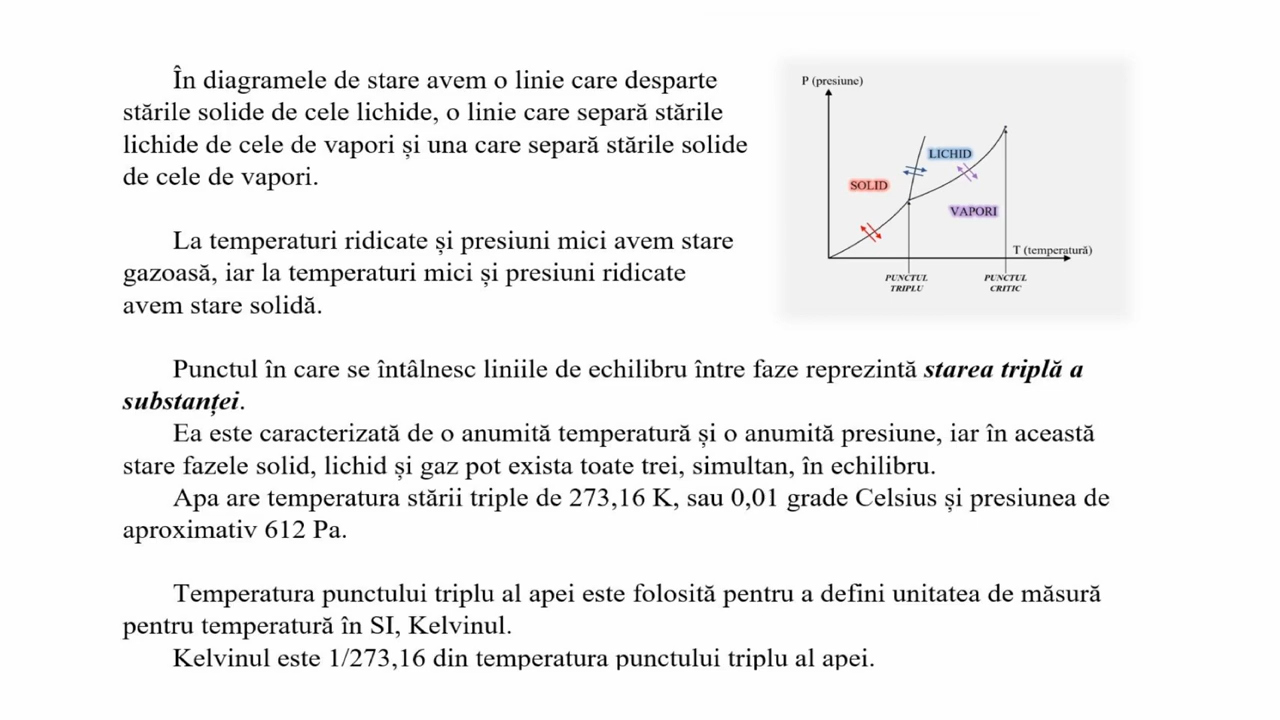 În diagramele de stare avem o linie care desparte
stările solide de cele lichide, o linie care separă stările
lichide de cele de vapori și una care separă stările solide
de cele de vapori.
La temperaturi ridicate și presiuni mici avem stare
gazoasă, iar la temperaturi mici și presiuni ridicate
avem stare solidă.
P (presiune)
LICHID
SOLID
VAPORI
T (temperatură)
PUNCTUL
TRIPLU
PUNCTUL
CRITIC
Punctul în care se întâlnesc liniile de echilibru între faze reprezintă starea triplă a
substanței.
Ea este caracterizată de o anumită temperatură și o anumită presiune, iar în această
stare fazele solid, lichid și gaz pot exista toate trei, simultan, în echilibru.
Apa are temperatura stării triple de 273,16 K, sau 0,01 grade Celsius și presiunea de
aproximativ 612 Pa.
Temperatura punctului triplu al apei este folosită pentru a defini unitatea de măsură
pentru temperatură în SI, Kelvinul.
Kelvinul este 1/273,16 din temperatura punctului triplu al apei.